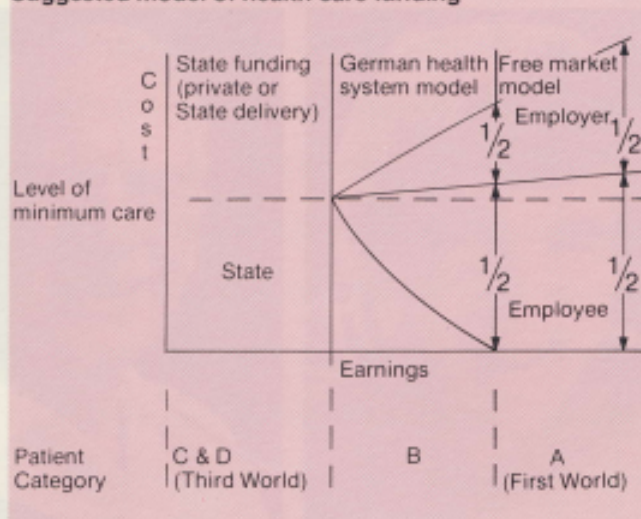 Suggested model of health care funding
Cost
State funding
(private or
State delivery)
German health
system model
Free market
model
Employer
1/2
1/2
Level of
minimum care
State
1/2
1/2
Employee
Earnings
Patient
Category
C & D
(Third World)
B
A
(First World)